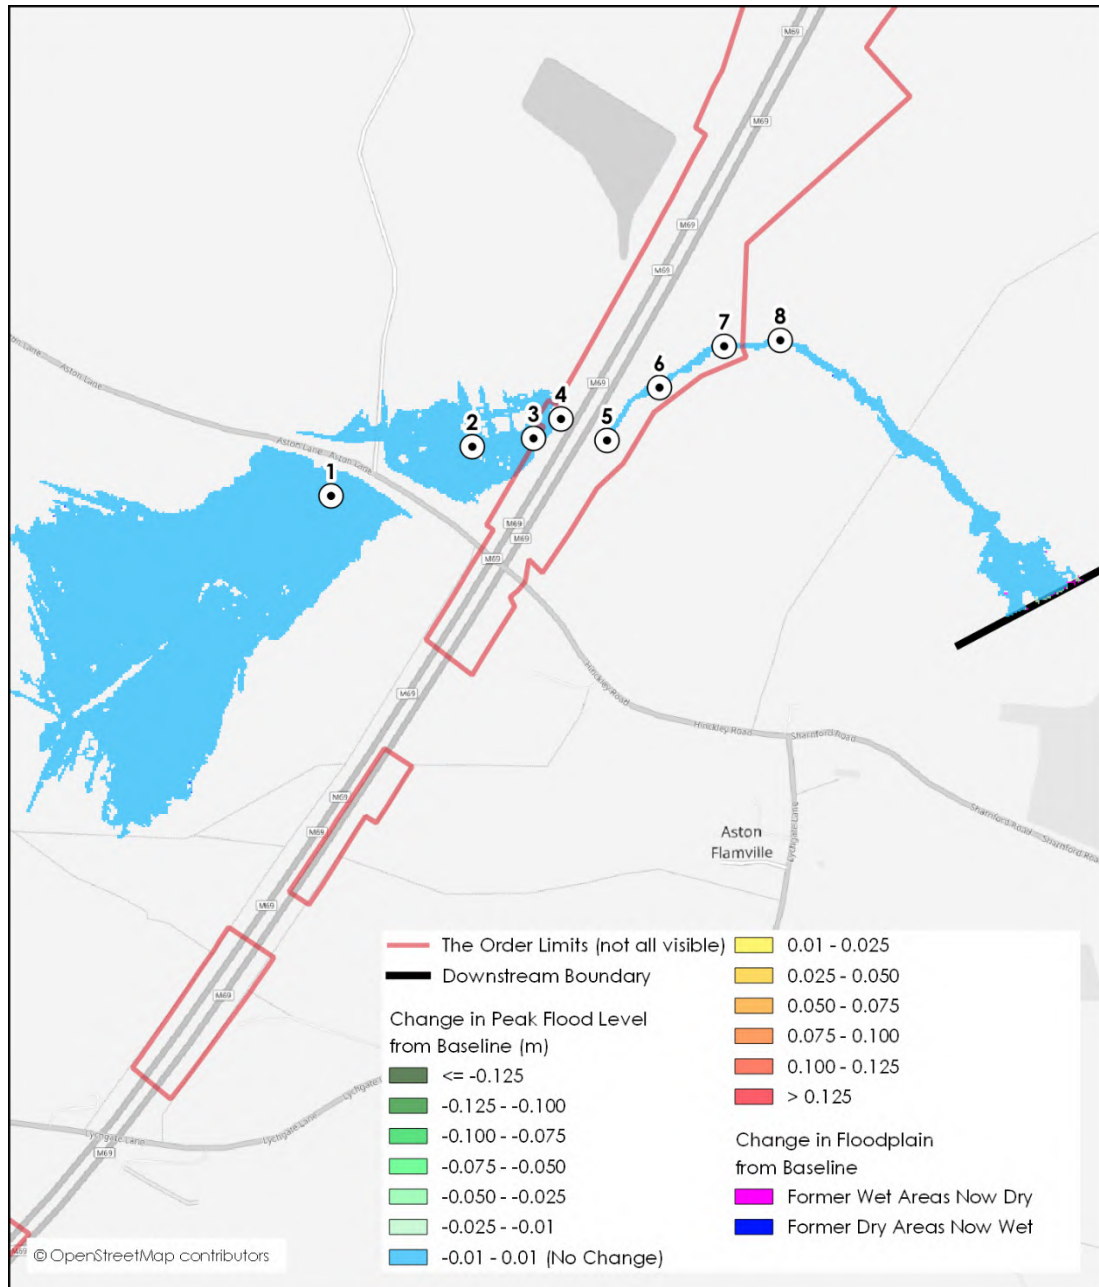 M69
M69
M69
M69
7
8
Aston Lane
M69
6
4
3
2
5
Aston Lane Aston Lane
1
M69
M69
M69
Hinckley Road
M69
Hinckley Road
Sharnford Road
M69
Sharnford Road
Sharnford Road
M69
Aston
Flamville
Lychgate Lane
M69
M69
Lychgate
Lychgate Lane
Lychgate Lane
M69
M69
The Order Limits (not all visible)
Downstream Boundary
Change in Peak Flood Level
from Baseline (m)
<= -0.125
-0.125 - -0.100
-0.100 - -0.075
-0.075 - -0.050
-0.050 - -0.025
-0.025 - -0.01
-0.01 - 0.01 (No Change)
0.01 - 0.025
0.025 - 0.050
0.050 - 0.075
0.075 - 0.100
0.100 - 0.125
> 0.125
Change in Floodplain
from Baseline
Former Wet Areas Now Dry
Former Dry Areas Now Wet
© OpenStreetMap contributors